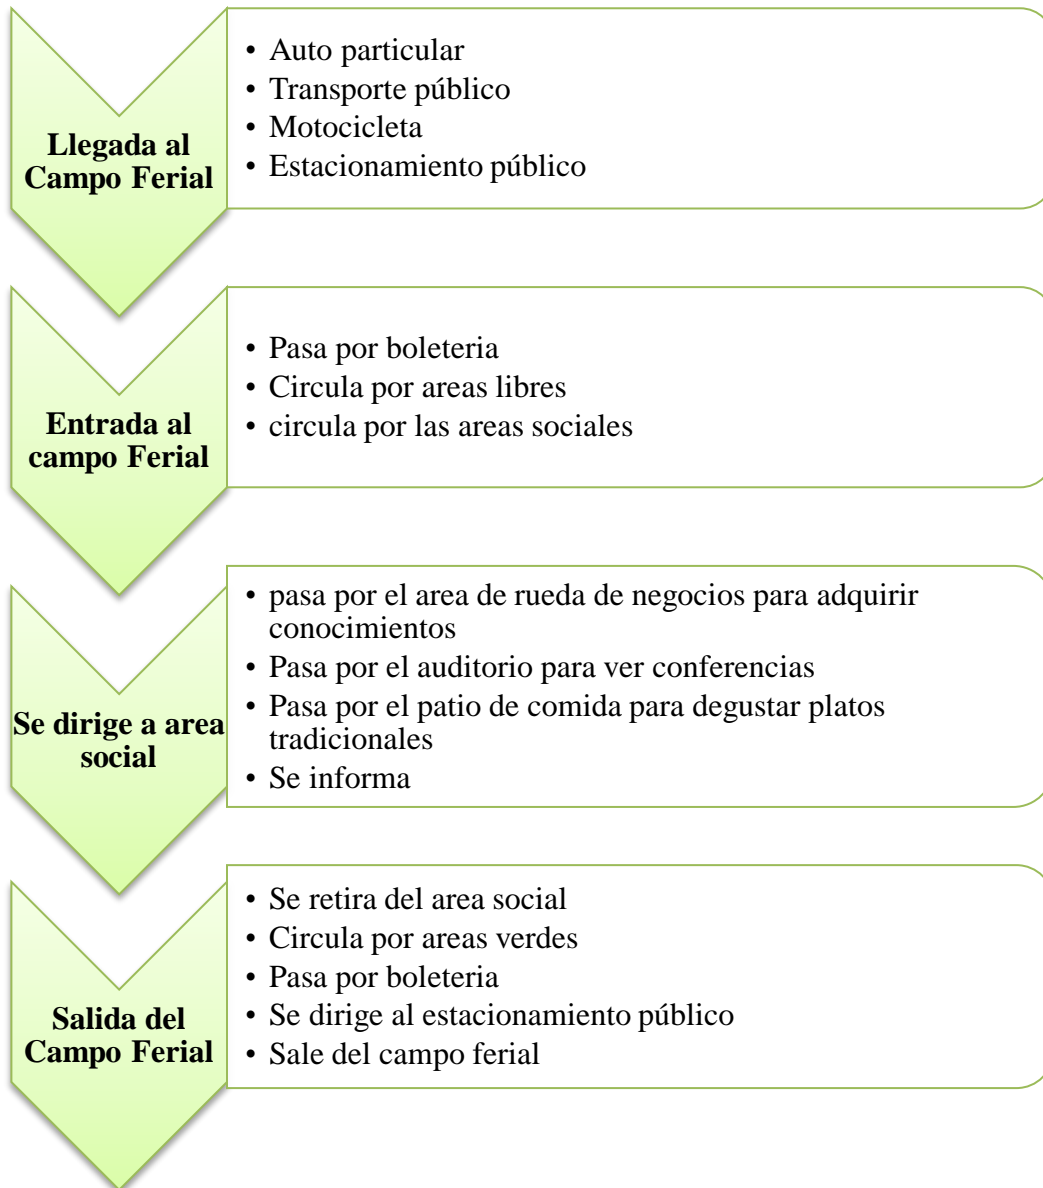 Llegada al
Campo Ferial
• Auto particular
• Transporte público
• Motocicleta
• Estacionamiento público
Entrada al
campo Ferial
• Pasa por boleteria
• Circula por areas libres
• circula por las areas sociales
Se dirige a area
social
• pasa por el area de rueda de negocios para adquirir
conocimientos
• Pasa por el auditorio para ver conferencias
• Pasa por el patio de comida para degustar platos
tradicionales
• Se informa
Salida del
Campo Ferial
• Se retira del area social
• Circula por areas verdes
• Pasa por boleteria
• Se dirige al estacionamiento público
• Sale del campo ferial